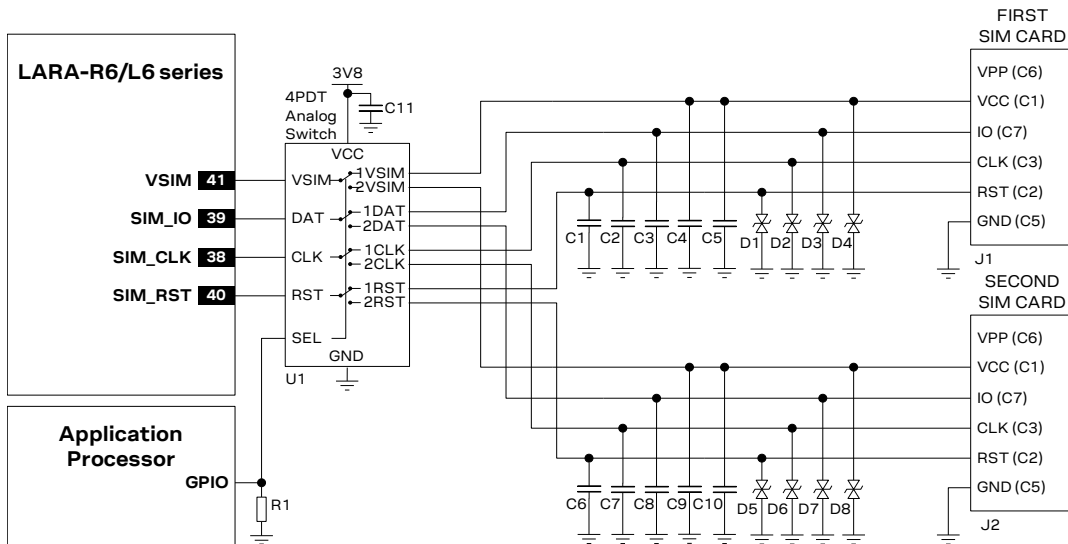 LARA-R6/L6 series
VSIM 41
SIM_IO 39
SIM_CLK 38
SIM_RST 40
Application
Processor
GPIO
R1
3V8
C11
4PDT
Analog
Switch
VCC
VSIM
1VSIM
2VSIM
DAT
1DAT
2DAT
CLK
1CLK
2CLK
RST
1RST
2RST
SEL
GND
U1
C1 C2 C3 C4 C5 D1 D2 D3 D4
FIRST
SIM CARD
VPP (C6)
VCC (C1)
IO (C7)
CLK (C3)
RST (C2)
GND (C5)
J1
C6 C7 C8 C9 C10 D5 D6 D7 D8
SECOND
SIM CARD
VPP (C6)
VCC (C1)
IO (C7)
CLK (C3)
RST (C2)
GND (C5)
J2